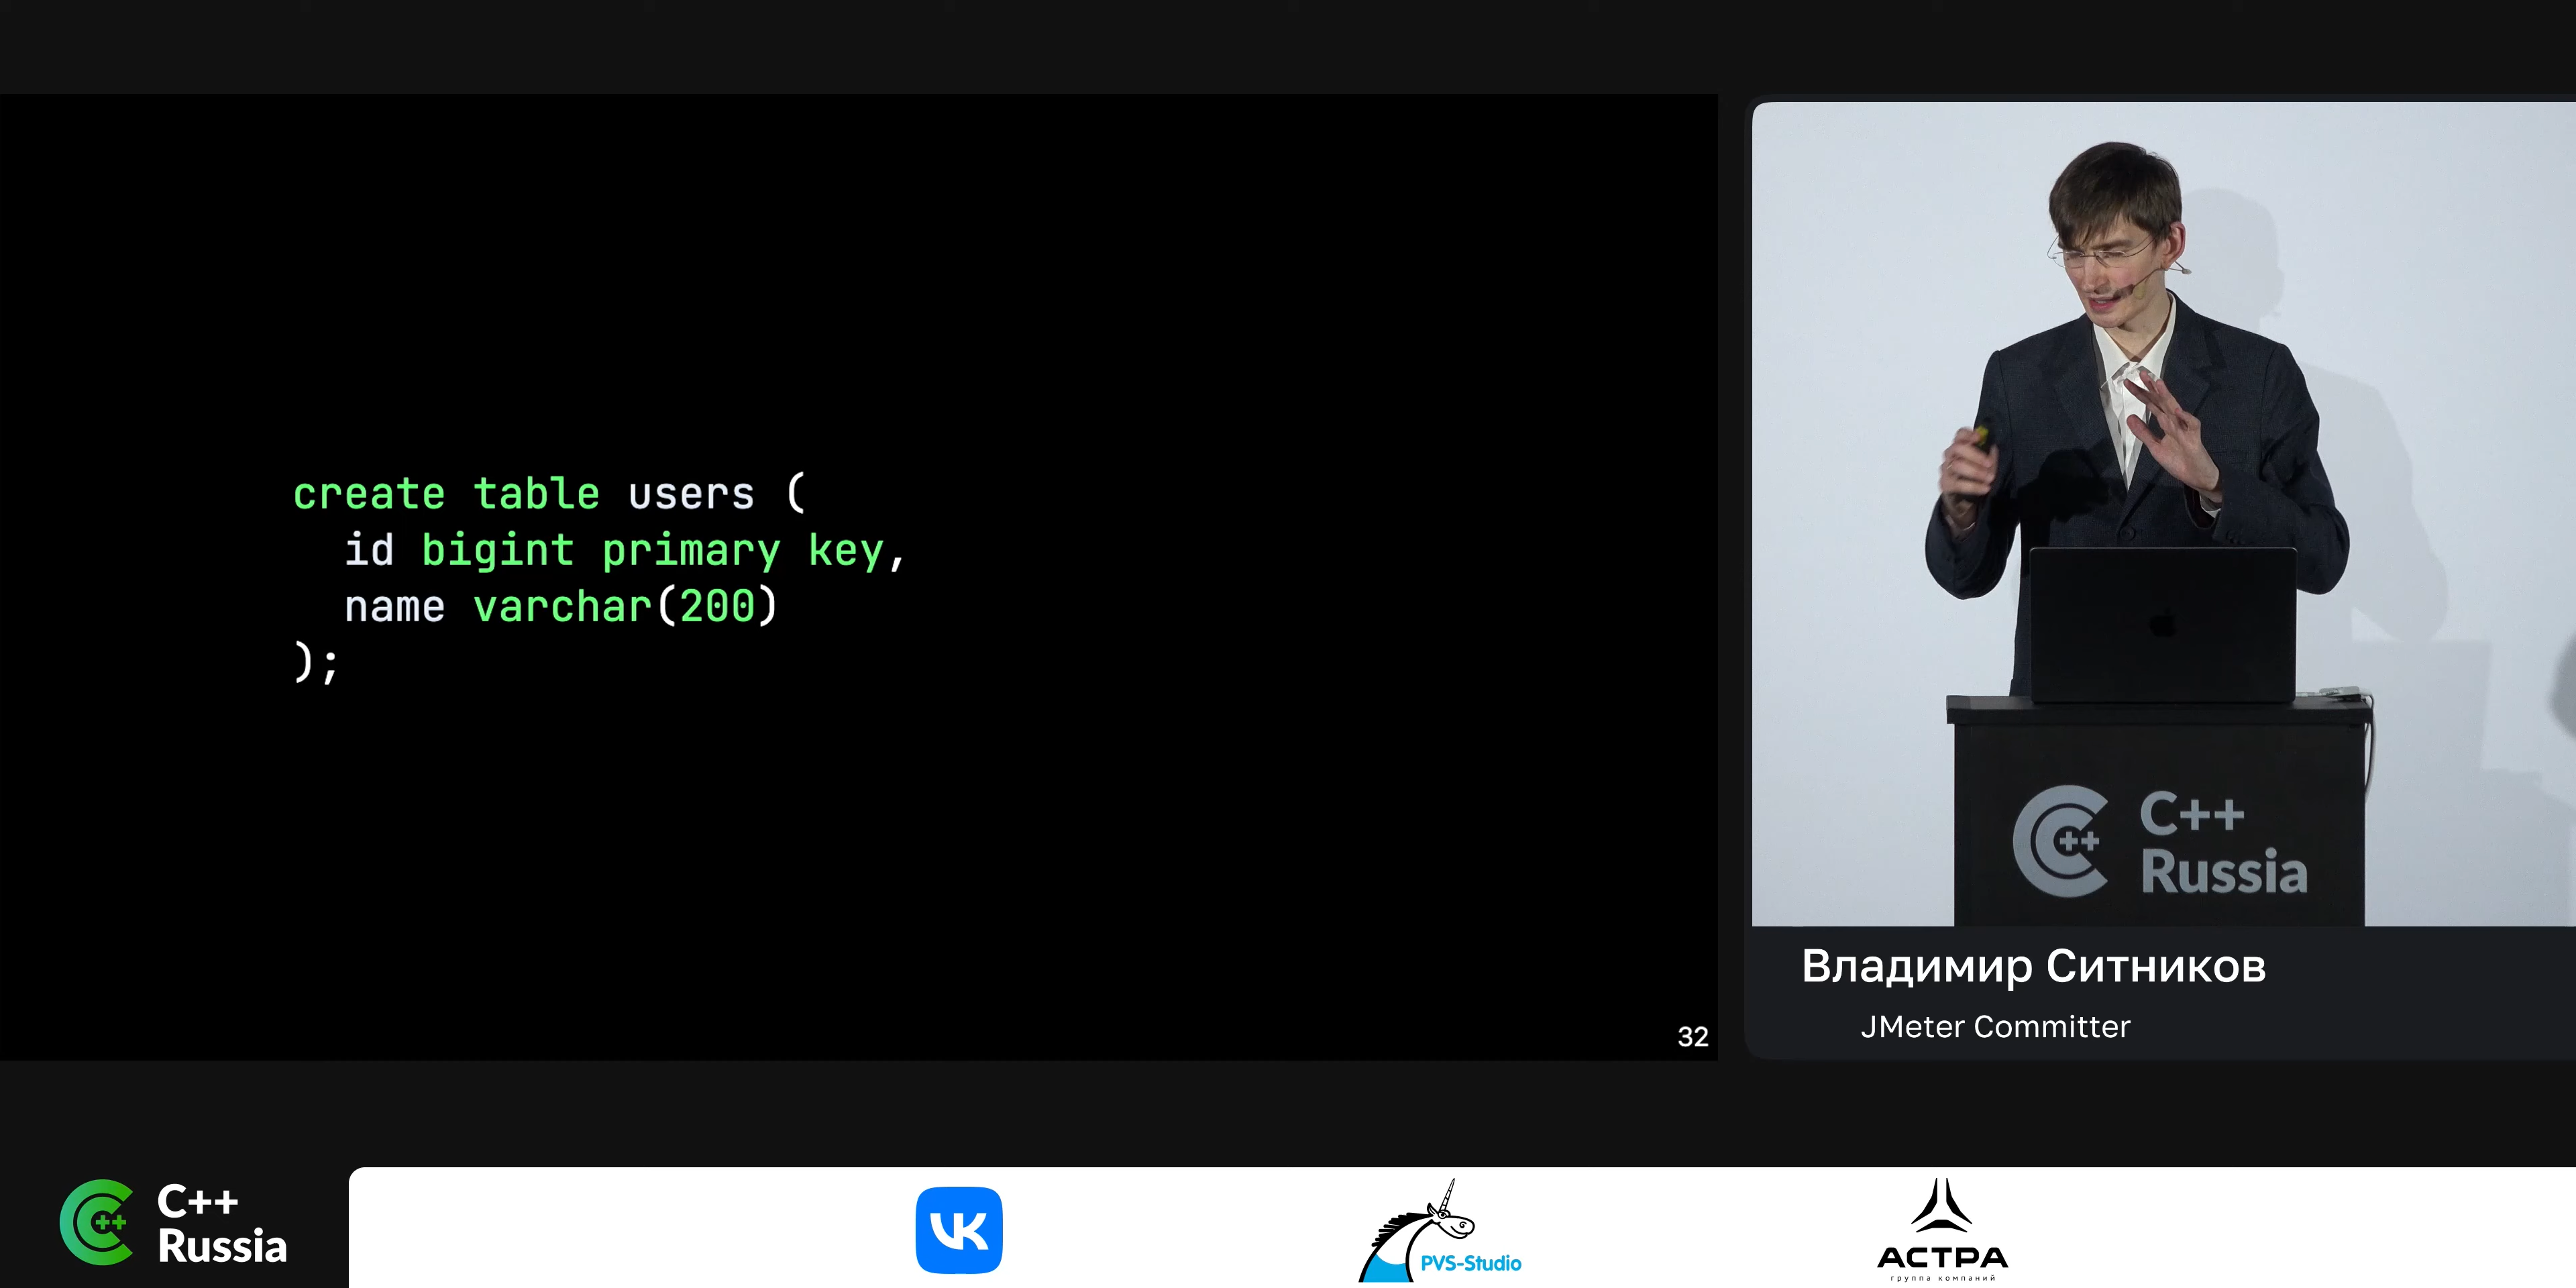 create table users (
id bigint primary key,
name varchar(200)
);
32
C++
Russia
Владимир Ситников
JMeter Committer
C++
Russia
VK
PVS-Studio
АСТРА
группа компаний